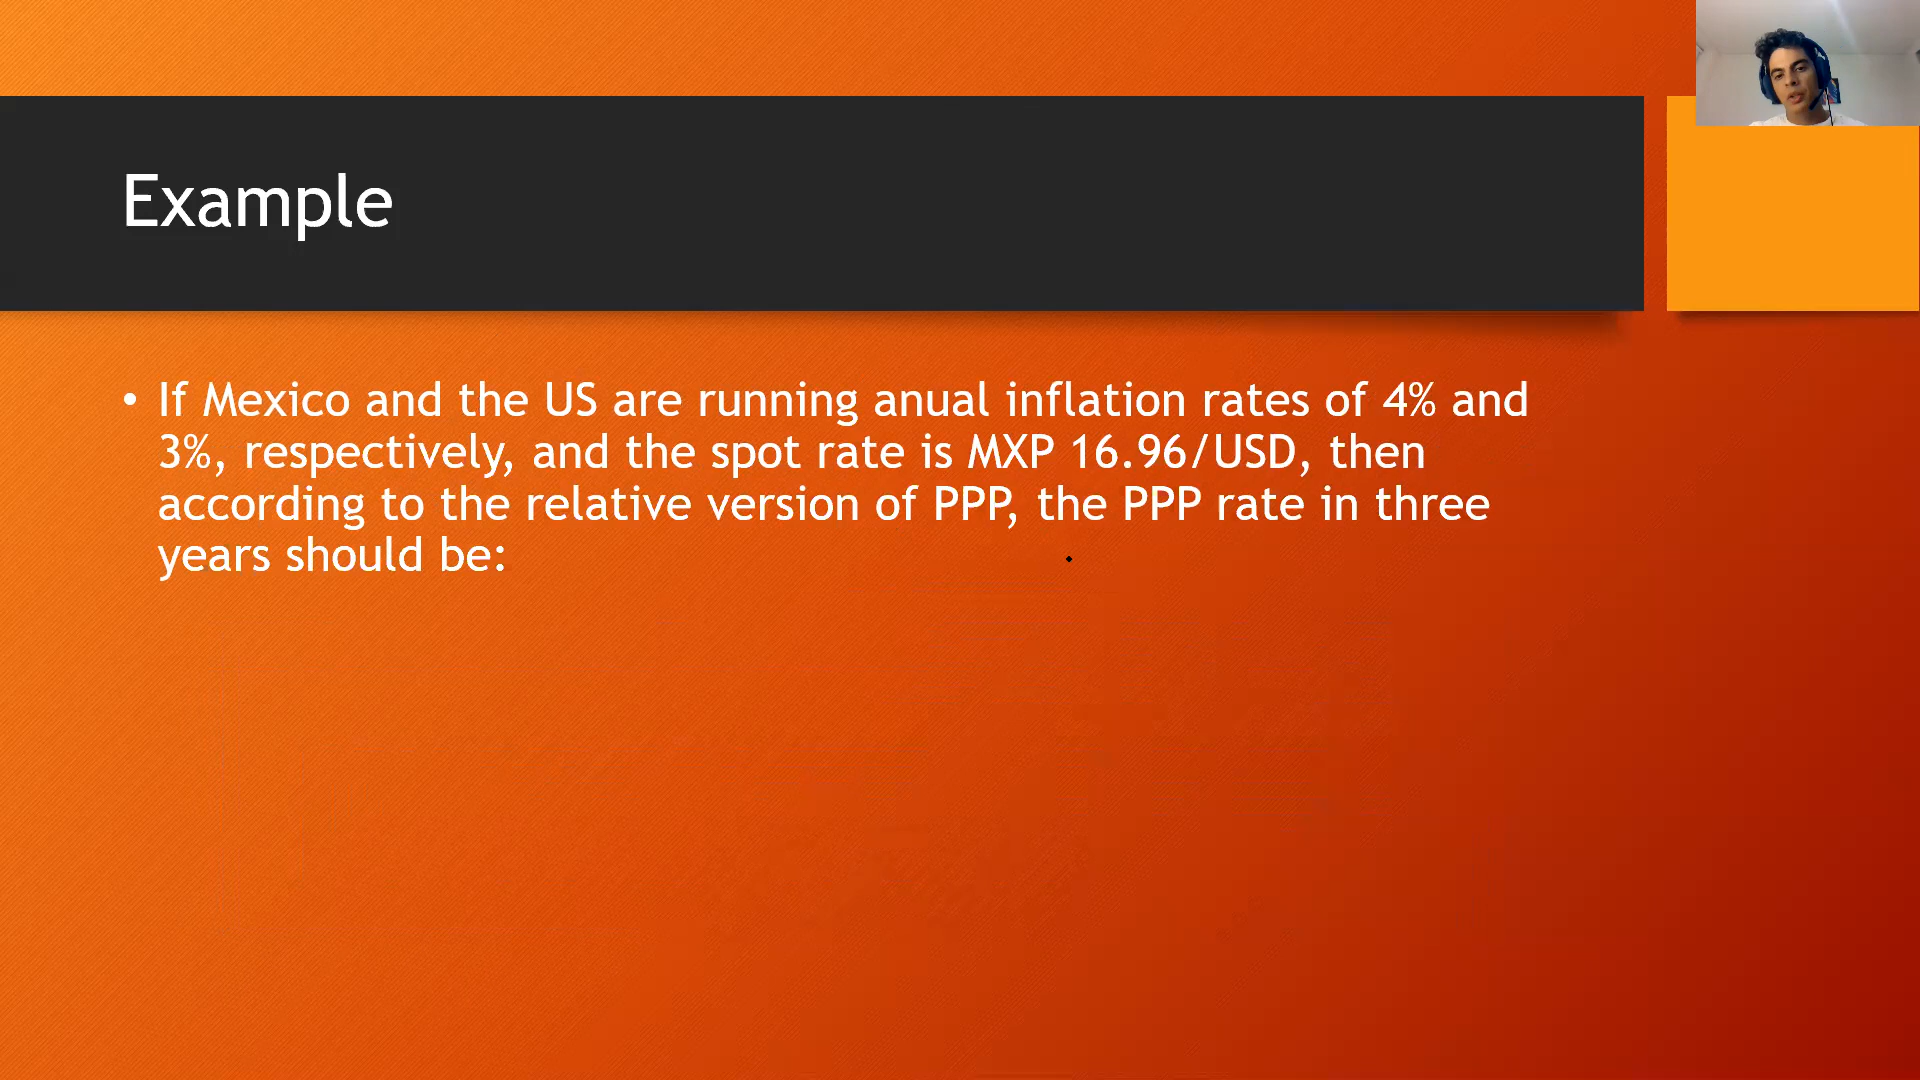 Example
• If Mexico and the US are running anual inflation rates of 4% and
3%, respectively, and the spot rate is MXP 16.96/USD, then
according to the relative version of PPP, the PPP rate in three
years should be: